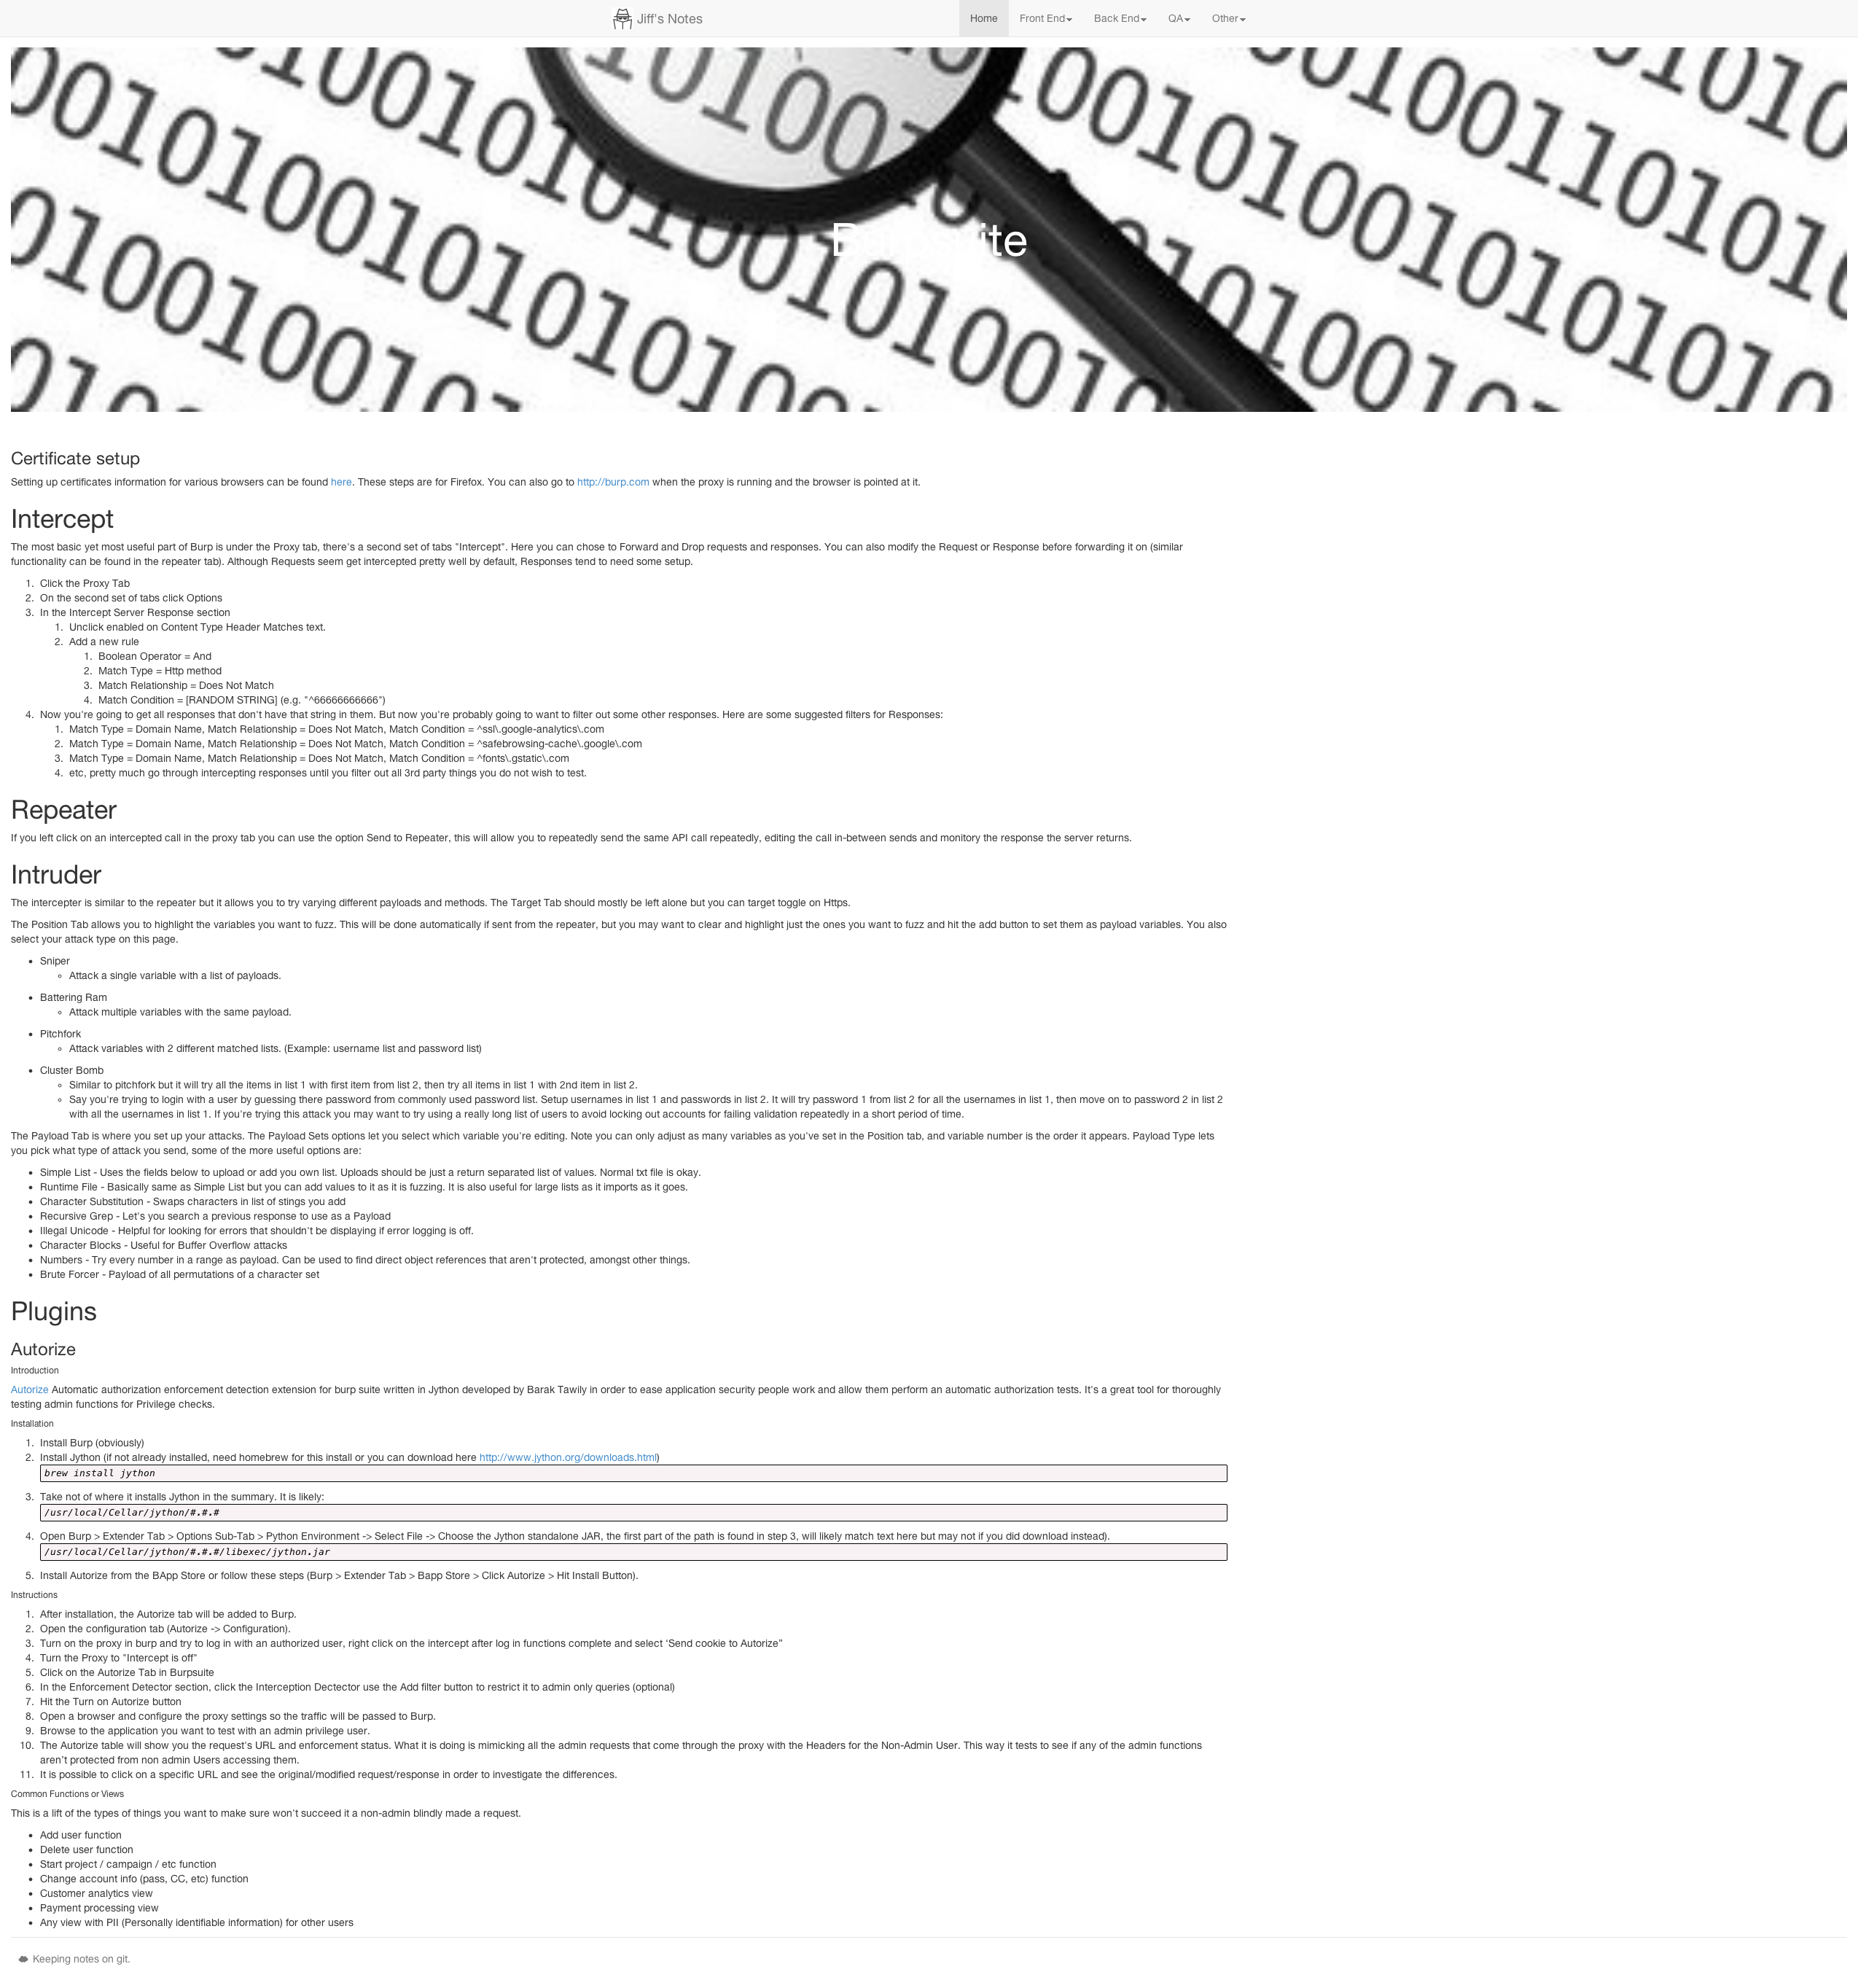 Jiff's Notes
Home Front End Back End QA Other
Certificate setup
Setting up certificates information for various browsers can be found here. These steps are for Firefox. You can also go to http://burp.com when the proxy is running and the browser is pointed at it.
Intercept
The most basic yet most useful part of Burp is under the Proxy tab, there's a second set of tabs "Intercept". Here you can chose to Forward and Drop requests and responses. You can also modify the Request or Response before forwarding it on (similar
functionality can be found in the repeater tab). Although Requests seem get intercepted pretty well by default, Responses tend to need some setup.
1. Click the Proxy Tab
2. On the second set of tabs click Options
3. In the Intercept Server Response section
1. Unclick enabled on Content Type Header Matches text.
2. Add a new rule
1. Boolean Operator = And
2. Match Type = Http method
3. Match Relationship = Does Not Match
4. Match Condition = [RANDOM STRING] (e.g. "^66666666666")
4. Now you're going to get all responses that don't have that string in them. But now you're probably going to want to filter out some other responses. Here are some suggested filters for Responses:
1. Match Type = Domain Name, Match Relationship = Does Not Match, Match Condition = ^ssl\.google-analytics\.com
2. Match Type = Domain Name, Match Relationship = Does Not Match, Match Condition = ^safebrowsing-cache\.google\.com
3. Match Type = Domain Name, Match Relationship = Does Not Match, Match Condition = ^fonts\.gstatic\.com
4. etc, pretty much go through intercepting responses until you filter out all 3rd party things you do not wish to test.
Repeater
If you left click on an intercepted call in the proxy tab you can use the option Send to Repeater, this will allow you to repeatedly send the same API call repeatedly, editing the call in-between sends and monitory the response the server returns.
Intruder
The intercepter is similar to the repeater but it allows you to try varying different payloads and methods. The Target Tab should mostly be left alone but you can target toggle on Https.
The Position Tab allows you to highlight the variables you want to fuzz. This will be done automatically if sent from the repeater, but you may want to clear and highlight just the ones you want to fuzz and hit the add button to set them as payload variables. You also
select your attack type on this page.
• Sniper
◦ Attack a single variable with a list of payloads.
• Battering Ram
◦ Attack multiple variables with the same payload.
• Pitchfork
◦ Attack variables with 2 different matched lists. (Example: username list and password list)
• Cluster Bomb
◦ Similar to pitchfork but it will try all the items in list 1 with first item from list 2, then try all items in list 1 with 2nd item in list 2.
◦ Say you're trying to login with a user by guessing there password from commonly used password list. Setup usernames in list 1 and passwords in list 2. It will try password 1 from list 2 for all the usernames in list 1, then move on to password 2 in list 2
with all the usernames in list 1. If you're trying this attack you may want to try using a really long list of users to avoid locking out accounts for failing validation repeatedly in a short period of time.
The Payload Tab is where you set up your attacks. The Payload Sets options let you select which variable you're editing. Note you can only adjust as many variables as you've set in the Position tab, and variable number is the order it appears. Payload Type lets
you pick what type of attack you send, some of the more useful options are:
• Simple List - Uses the fields below to upload or add you own list. Uploads should be just a return separated list of values. Normal txt file is okay.
• Runtime File - Basically same as Simple List but you can add values to it as it is fuzzing. It is also useful for large lists as it imports as it goes.
• Character Substitution - Swaps characters in list of stings you add
• Recursive Grep - Let's you search a previous response to use as a Payload
• Illegal Unicode - Helpful for looking for errors that shouldn't be displaying if error logging is off.
• Character Blocks - Useful for Buffer Overflow attacks
• Numbers - Try every number in a range as payload. Can be used to find direct object references that aren't protected, amongst other things.
• Brute Forcer - Payload of all permutations of a character set
Plugins
Autorize
Introduction
Autorize Automatic authorization enforcement detection extension for burp suite written in Jython developed by Barak Tawily in order to ease application security people work and allow them perform an automatic authorization tests. It's a great tool for thoroughly
testing admin functions for Privilege checks.
Installation
1. Install Burp (obviously)
2. Install Jython (if not already installed, need homebrew for this install or you can download here http://www.jython.org/downloads.html)
brew install jython
3. Take not of where it installs Jython in the summary. It is likely:
/usr/local/Cellar/jython/#.#.#
4. Open Burp > Extender Tab > Options Sub-Tab > Python Environment -> Select File -> Choose the Jython standalone JAR, the first part of the path is found in step 3, will likely match text here but may not if you did download instead).
/usr/local/Cellar/jython/#.#.#/libexec/jython.jar
5. Install Autorize from the BApp Store or follow these steps (Burp > Extender Tab > Bapp Store > Click Autorize > Hit Install Button).
Instructions
1. After installation, the Autorize tab will be added to Burp.
2. Open the configuration tab (Autorize -> Configuration).
3. Turn on the proxy in burp and try to log in with an authorized user, right click on the intercept after log in functions complete and select 'Send cookie to Autorize"
4. Turn the Proxy to "Intercept is off"
5. Click on the Autorize Tab in Burpsuite
6. In the Enforcement Detector section, click the Interception Dectector use the Add filter button to restrict it to admin only queries (optional)
7. Hit the Turn on Autorize button
8. Open a browser and configure the proxy settings so the traffic will be passed to Burp.
9. Browse to the application you want to test with an admin privilege user.
10. The Autorize table will show you the request's URL and enforcement status. What it is doing is mimicking all the admin requests that come through the proxy with the Headers for the Non-Admin User. This way it tests to see if any of the admin functions
aren't protected from non admin Users accessing them.
11. It is possible to click on a specific URL and see the original/modified request/response in order to investigate the differences.
Common Functions or Views
This is a lift of the types of things you want to make sure won't succeed it a non-admin blindly made a request.
• Add user function
• Delete user function
• Start project / campaign / etc function
• Change account info (pass, CC, etc) function
• Customer analytics view
• Payment processing view
• Any view with PII (Personally identifiable information) for other users
Keeping notes on git.